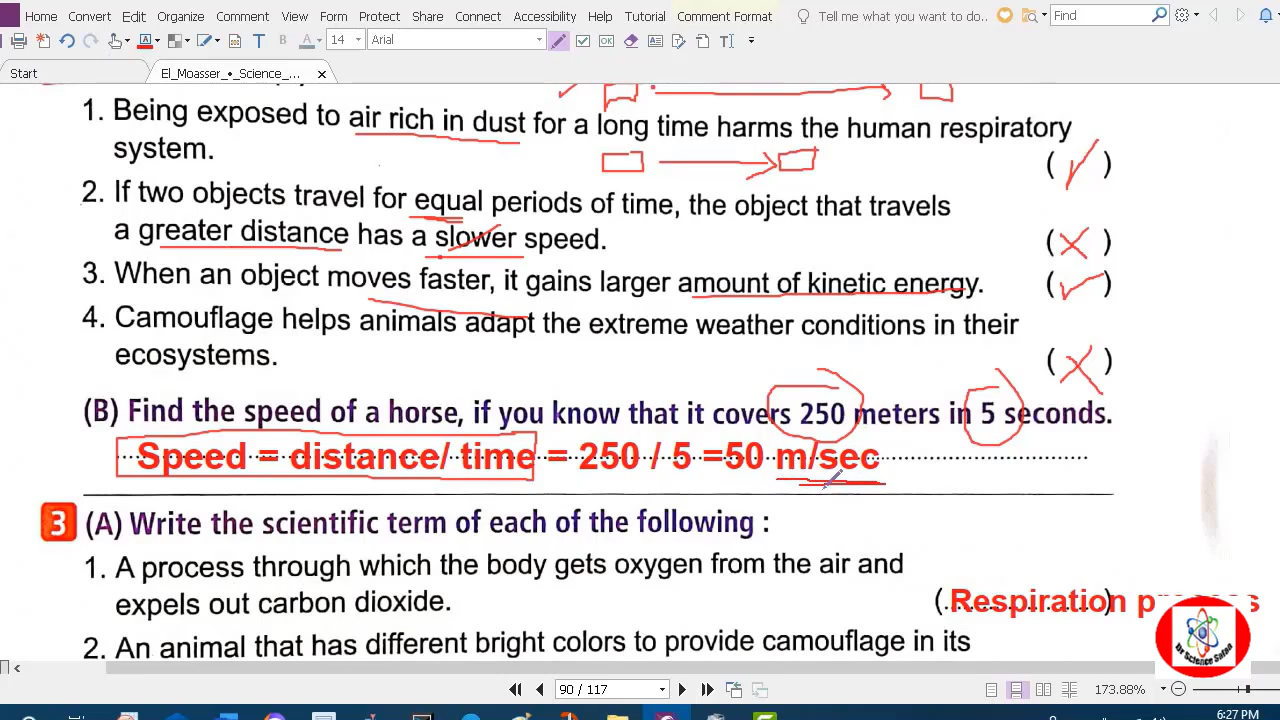 Home Convert Edit Organize Comment View Form Protect Share Connect Accessibility Help Tutorial Comment Format Tell me what you want to do.. Find
14 Arial
Start El_Moasser_•_Science_...
1. Being exposed to air rich in dust for a long time harms the human respiratory
system. (✓)
2. If two objects travel for equal periods of time, the object that travels
a greater distance has a slower speed. (X)
3. When an object moves faster, it gains larger amount of kinetic energy. (✓)
4. Camouflage helps animals adapt the extreme weather conditions in their
ecosystems. (X)
(B) Find the speed of a horse, if you know that it covers 250 meters in 5 seconds.
Speed = distance/ time = 250 / 5 =50 m/sec
3 (A) Write the scientific term of each of the following :
1. A process through which the body gets oxygen from the air and
expels out carbon dioxide. (Respiration
2. An animal that has different bright colors to provide camouflage in its
Dr Science Safaa
90 / 117 173.88%
6:27 PM